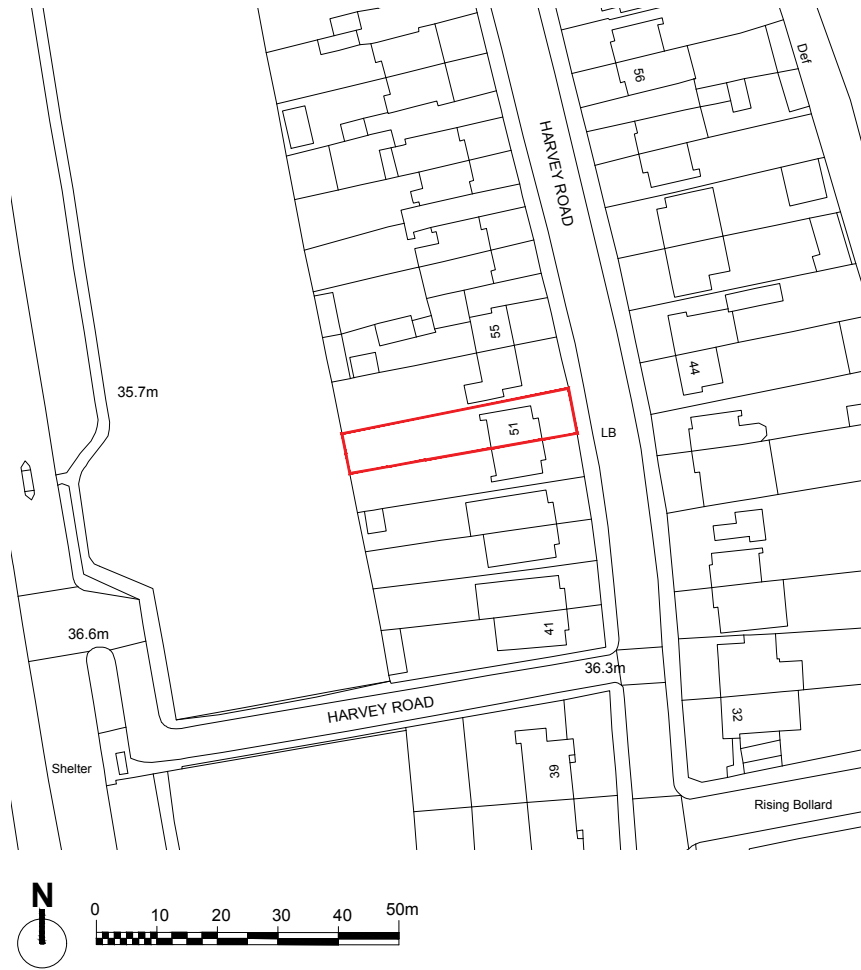 Def
56
HARVEY ROAD
55
35.7m
44
51
LB
36.6m
41
36.3m
HARVEY ROAD
32
Shelter
39
Rising Bollard
N
0 10 20 30 40 50m